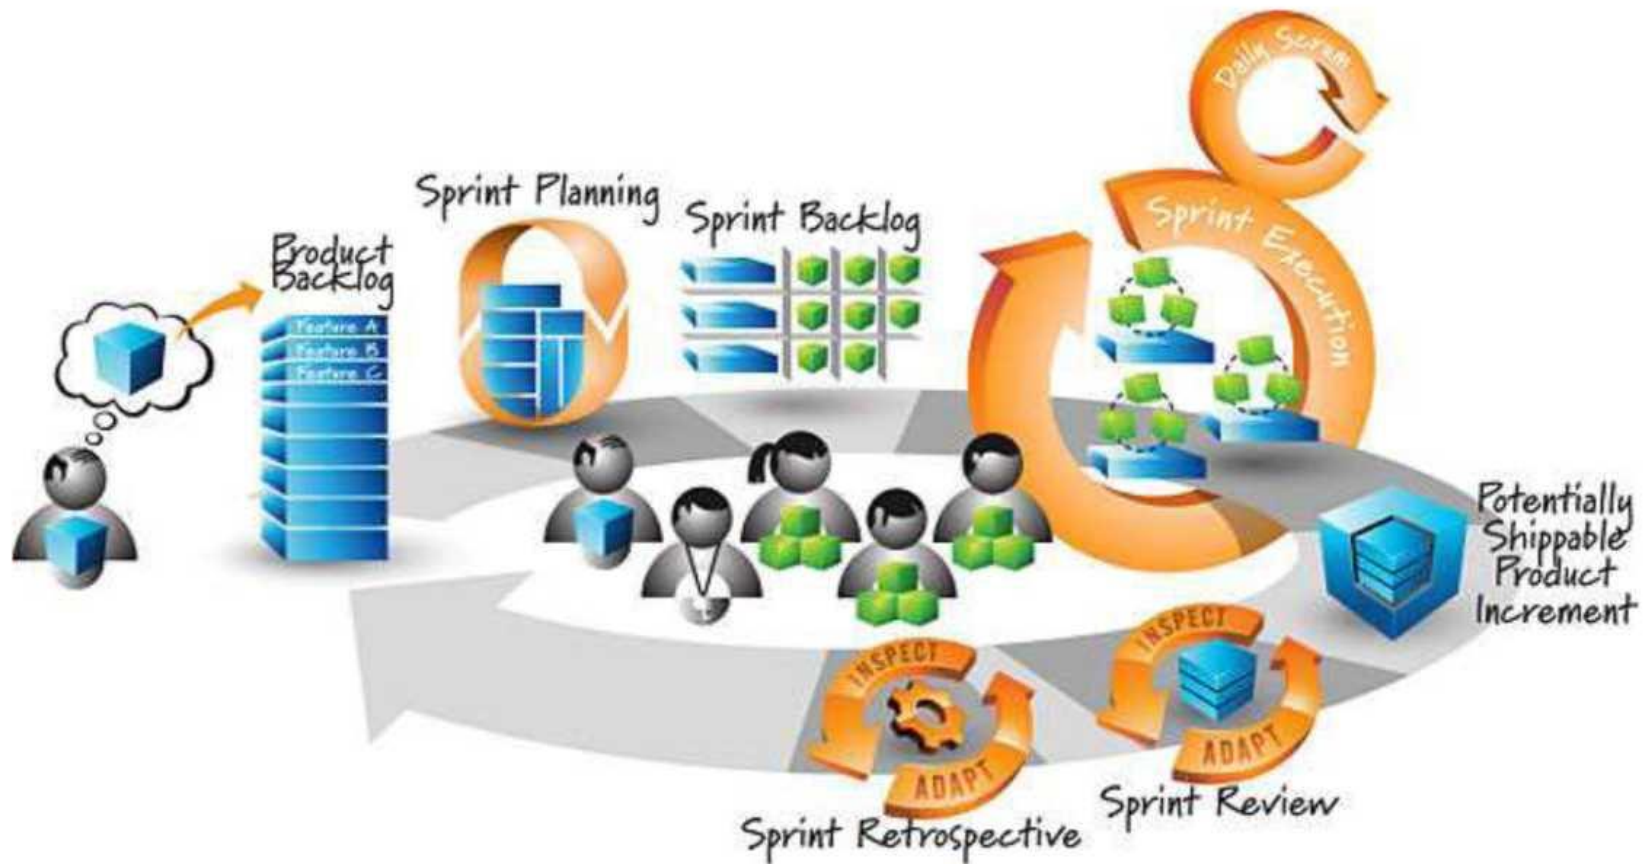 Daily Scrum
Sprint Planning
Sprint Backlog
Sprint Execution
Product
Backlog
Feature A
Feature B
Feature C
Potentially
Shippable
Product
Increment
INSPECT
ADAPT
Sprint Review
INSPECT
ADAPT
Sprint Retrospective